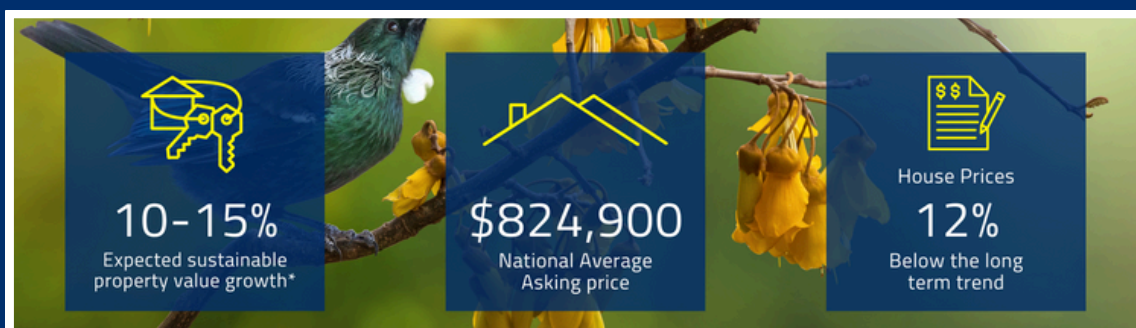 10-15%
Expected sustainable
property value growth*
$824,900
National Average
Asking price
$$
House Prices
12%
Below the long
term trend